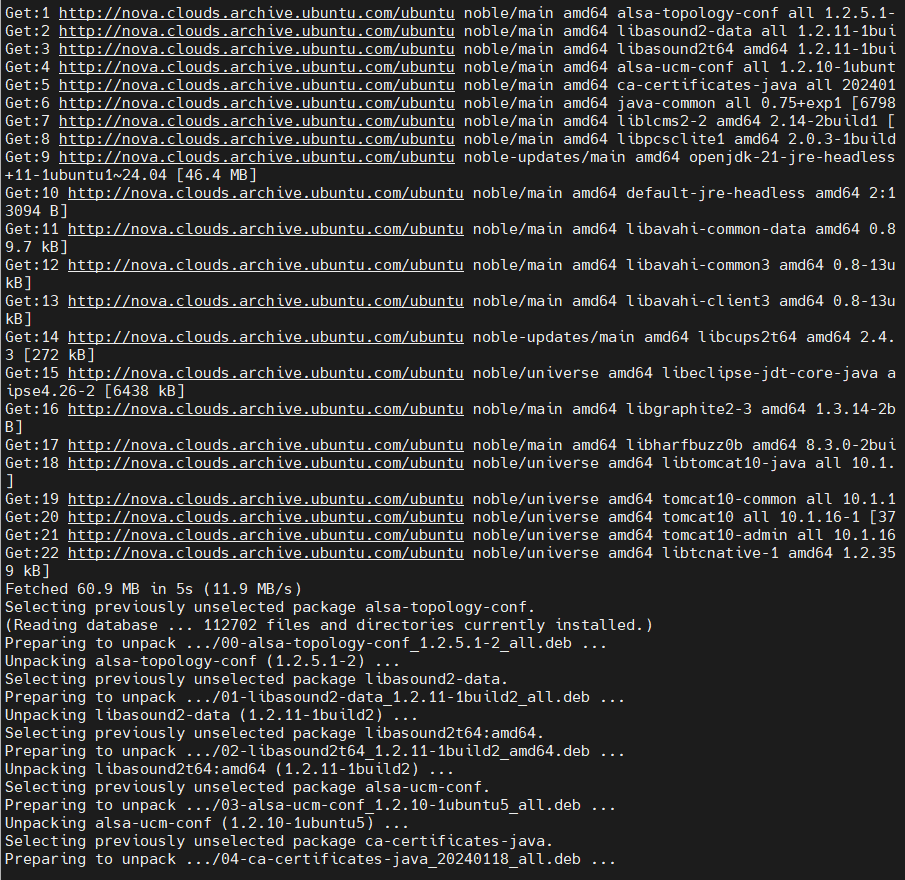 Get:1 http://nova.clouds.archive.ubuntu.com/ubuntu noble/main amd64 alsa-topology-conf all 1.2.5.1-
Get:2 http://nova.clouds.archive.ubuntu.com/ubuntu noble/main amd64 libasound2-data all 1.2.11-1bui
Get:3 http://nova.clouds.archive.ubuntu.com/ubuntu noble/main amd64 libasound2t64 amd64 1.2.11-1bui
Get:4 http://nova.clouds.archive.ubuntu.com/ubuntu noble/main amd64 alsa-ucm-conf all 1.2.10-1ubunt
Get:5 http://nova.clouds.archive.ubuntu.com/ubuntu noble/main amd64 ca-certificates-java all 202401
Get:6 http://nova.clouds.archive.ubuntu.com/ubuntu noble/main amd64 java-common all 0.75+exp1 [6798
Get:7 http://nova.clouds.archive.ubuntu.com/ubuntu noble/main amd64 liblcms2-2 amd64 2.14-2build1 [
Get:8 http://nova.clouds.archive.ubuntu.com/ubuntu noble/main amd64 libpcsclite1 amd64 2.0.3-1build
Get:9 http://nova.clouds.archive.ubuntu.com/ubuntu noble-updates/main amd64 openjdk-21-jre-headless
+11-1ubuntu1~24.04 [46.4 MB]
Get:10 http://nova.clouds.archive.ubuntu.com/ubuntu noble/main amd64 default-jre-headless amd64 2:1
3094 B]
Get:11 http://nova.clouds.archive.ubuntu.com/ubuntu noble/main amd64 libavahi-common-data amd64 0.8
9.7 kB]
Get:12 http://nova.clouds.archive.ubuntu.com/ubuntu noble/main amd64 libavahi-common3 amd64 0.8-13u
kB]
Get:13 http://nova.clouds.archive.ubuntu.com/ubuntu noble/main amd64 libavahi-client3 amd64 0.8-13u
kB]
Get:14 http://nova.clouds.archive.ubuntu.com/ubuntu noble-updates/main amd64 libcups2t64 amd64 2.4.
3 [272 kB]
Get:15 http://nova.clouds.archive.ubuntu.com/ubuntu noble/universe amd64 libeclipse-jdt-core-java a
ipse4.26-2 [6438 kB]
Get:16 http://nova.clouds.archive.ubuntu.com/ubuntu noble/main amd64 libgraphite2-3 amd64 1.3.14-2b
B]
Get:17 http://nova.clouds.archive.ubuntu.com/ubuntu noble/main amd64 libharfbuzz0b amd64 8.3.0-2bui
Get:18 http://nova.clouds.archive.ubuntu.com/ubuntu noble/universe amd64 libtomcat10-java all 10.1.
]
Get:19 http://nova.clouds.archive.ubuntu.com/ubuntu noble/universe amd64 tomcat10-common all 10.1.1
Get:20 http://nova.clouds.archive.ubuntu.com/ubuntu noble/universe amd64 tomcat10 all 10.1.16-1 [37
Get:21 http://nova.clouds.archive.ubuntu.com/ubuntu noble/universe amd64 tomcat10-admin all 10.1.16
Get:22 http://nova.clouds.archive.ubuntu.com/ubuntu noble/universe amd64 libtcnative-1 amd64 1.2.35
9 kB]
Fetched 60.9 MB in 5s (11.9 MB/s)
Selecting previously unselected package alsa-topology-conf.
(Reading database ... 112702 files and directories currently installed.)
Preparing to unpack .../00-alsa-topology-conf_1.2.5.1-2_all.deb ...
Unpacking alsa-topology-conf (1.2.5.1-2) ...
Selecting previously unselected package libasound2-data.
Preparing to unpack .../01-libasound2-data_1.2.11-1build2_all.deb ...
Unpacking libasound2-data (1.2.11-1build2) ...
Selecting previously unselected package libasound2t64:amd64.
Preparing to unpack .../02-libasound2t64_1.2.11-1build2_amd64.deb ...
Unpacking libasound2t64:amd64 (1.2.11-1build2) ...
Selecting previously unselected package alsa-ucm-conf.
Preparing to unpack .../03-alsa-ucm-conf_1.2.10-1ubuntu5_all.deb ...
Unpacking alsa-ucm-conf (1.2.10-1ubuntu5) ...
Selecting previously unselected package ca-certificates-java.
Preparing to unpack .../04-ca-certificates-java_20240118_all.deb ...